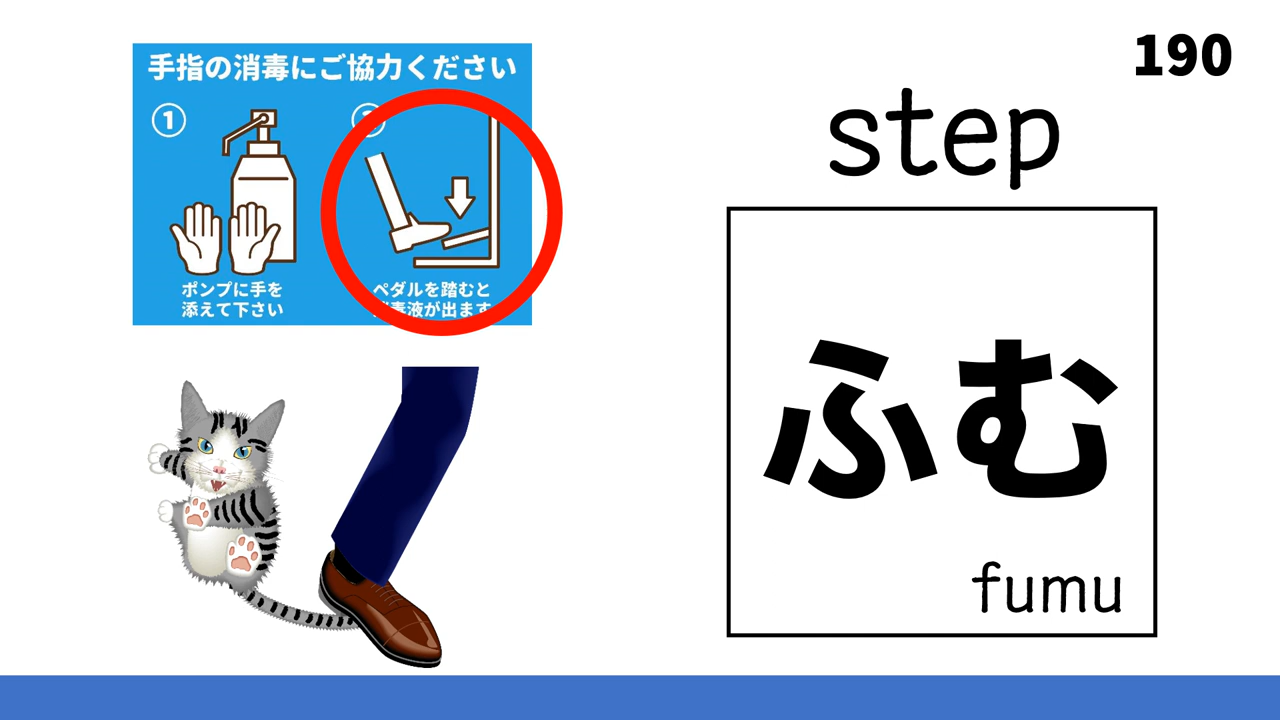 手指の消毒にご協力ください
①
ポンプに手を
添えて下さい
ペダルを踏むと
毒液が出ます
190
step
ふむ
fumu